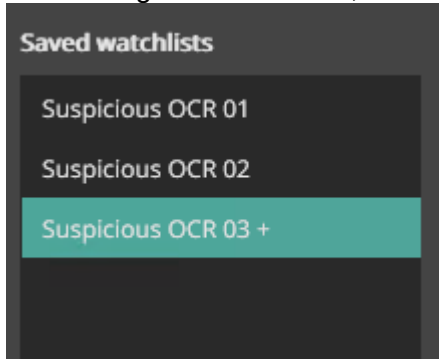 Saved watchlists
Suspicious OCR 01
Suspicious OCR 02
Suspicious OCR 03 +